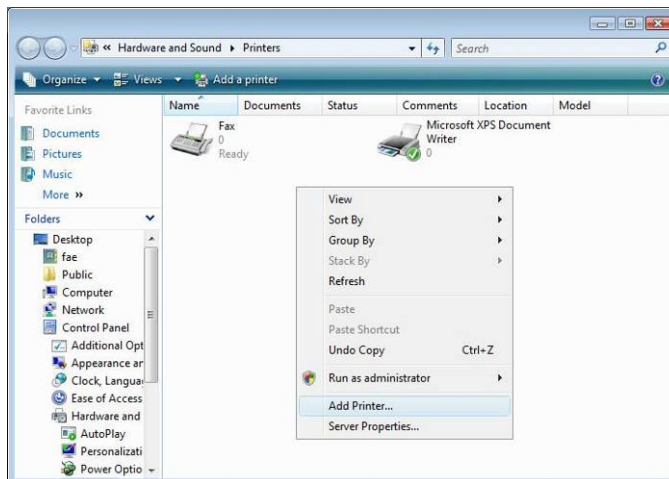 « Hardware and Sound ▸ Printers
Search
Organize
Views
Add a printer
Favorite Links
Documents
Pictures
Music
More »
Folders
Desktop
fae
Public
Computer
Network
Control Panel
Additional Opt
Appearance an
Clock, Languag
Ease of Access
Hardware and
AutoPlay
Personalizati
Power Optio
Name Documents Status Comments Location Model
Fax
0
Ready
Microsoft XPS Document
Writer
0
View
Sort By
Group By
Stack By
Refresh
Paste
Paste Shortcut
Undo Copy Ctrl+Z
Run as administrator
Add Printer...
Server Properties...